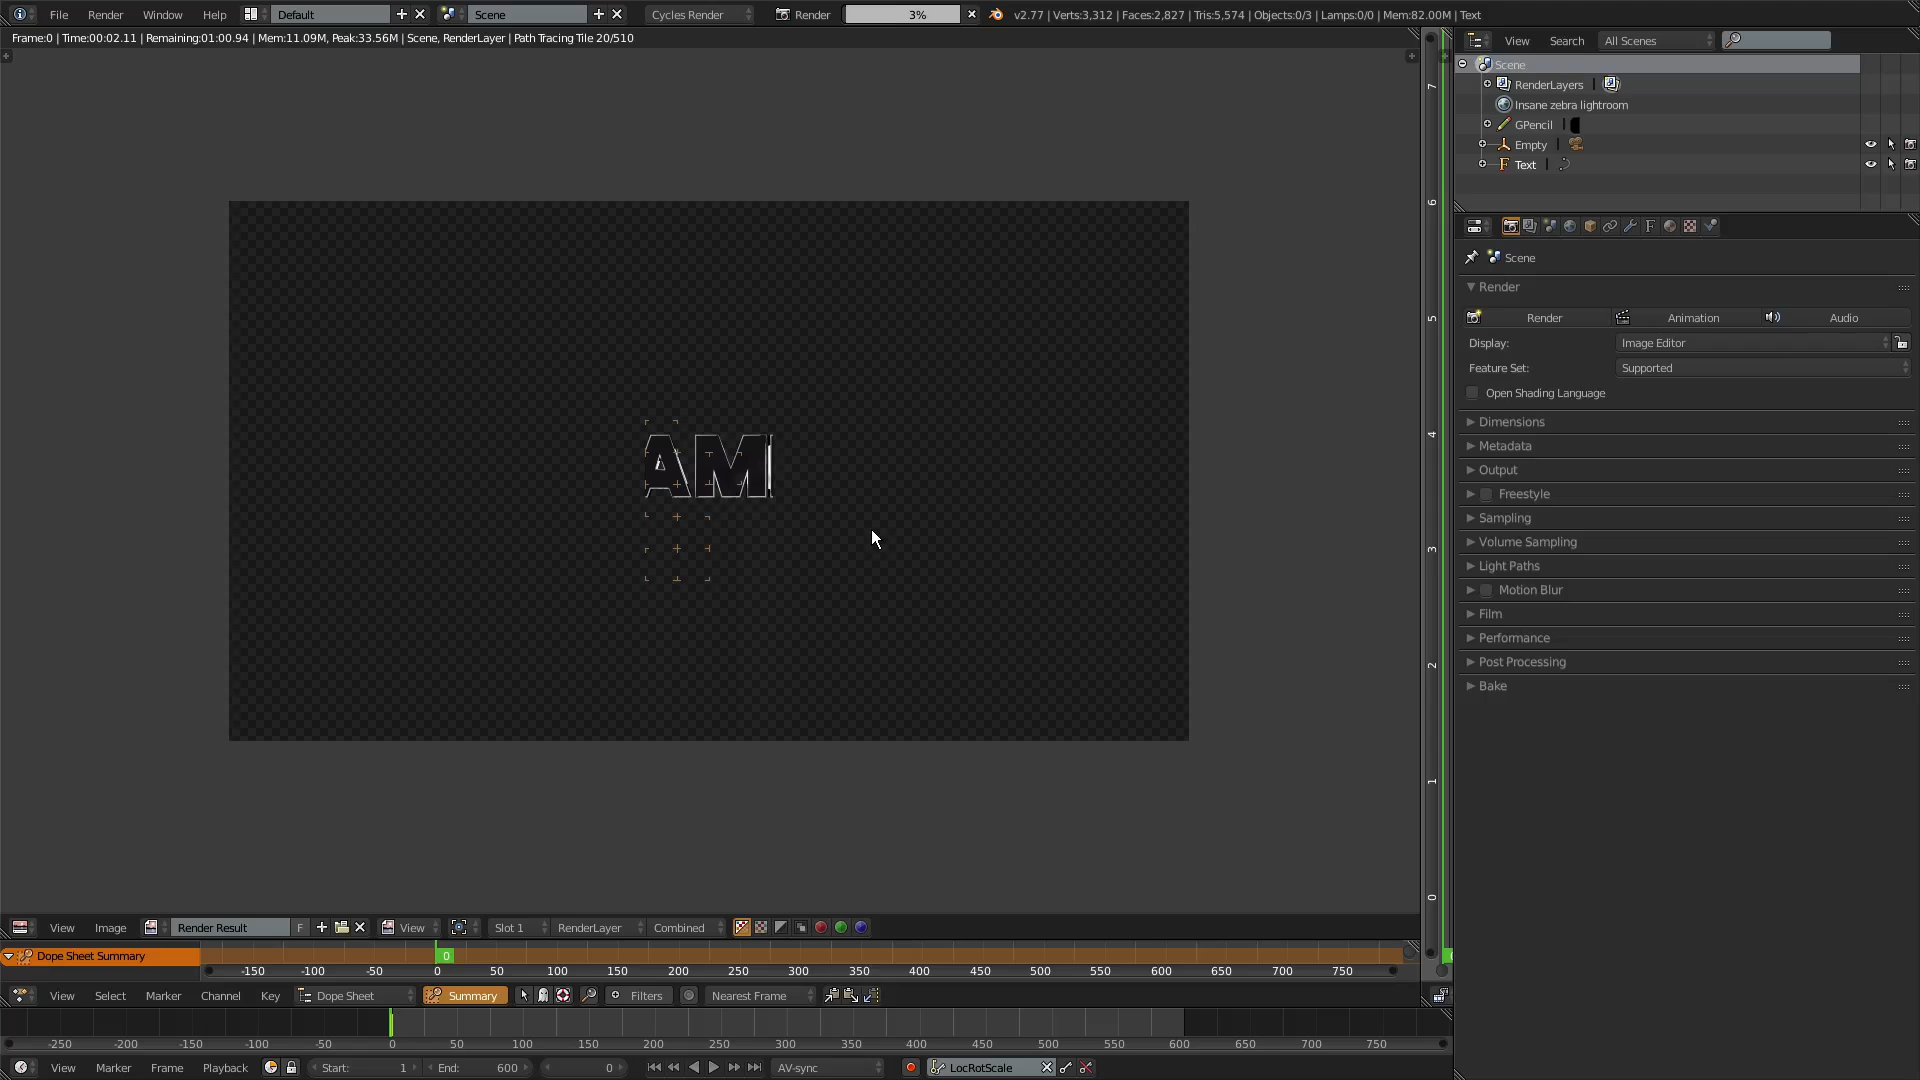 File Render Window Help Default Scene Cycles Render Render 3% v2.77 | Verts:3,312 | Faces:2,827 | Tris:5,574 | Objects:0/3 | Lamps:0/0 | Mem:82.00M | Text
Frame:0 | Time:00:02.11 | Remaining:01:00.94 | Mem:11.09M, Peak:33.56M | Scene, RenderLayer | Path Tracing Tile 20/510
AM
7
6
5
4
3
2
1
0
View Search All Scenes
Scene
RenderLayers
Insane zebra lightroom
GPencil
Empty
Text
Scene
Render
Render Animation Audio
Display: Image Editor
Feature Set: Supported
Open Shading Language
Dimensions
Metadata
Output
Freestyle
Sampling
Volume Sampling
Light Paths
Motion Blur
Film
Performance
Post Processing
Bake
View Image Render Result F View Slot 1 RenderLayer Combined
Dope Sheet Summary 0
-150 -100 -50 0 50 100 150 200 250 300 350 400 450 500 550 600 650 700 750
View Select Marker Channel Key Dope Sheet Summary Filters Nearest Frame
-250 -200 -150 -100 -50 0 50 100 150 200 250 300 350 400 450 500 550 600 650 700 750
View Marker Frame Playback Start: 1 End: 600 0 AV-sync LocRotScale